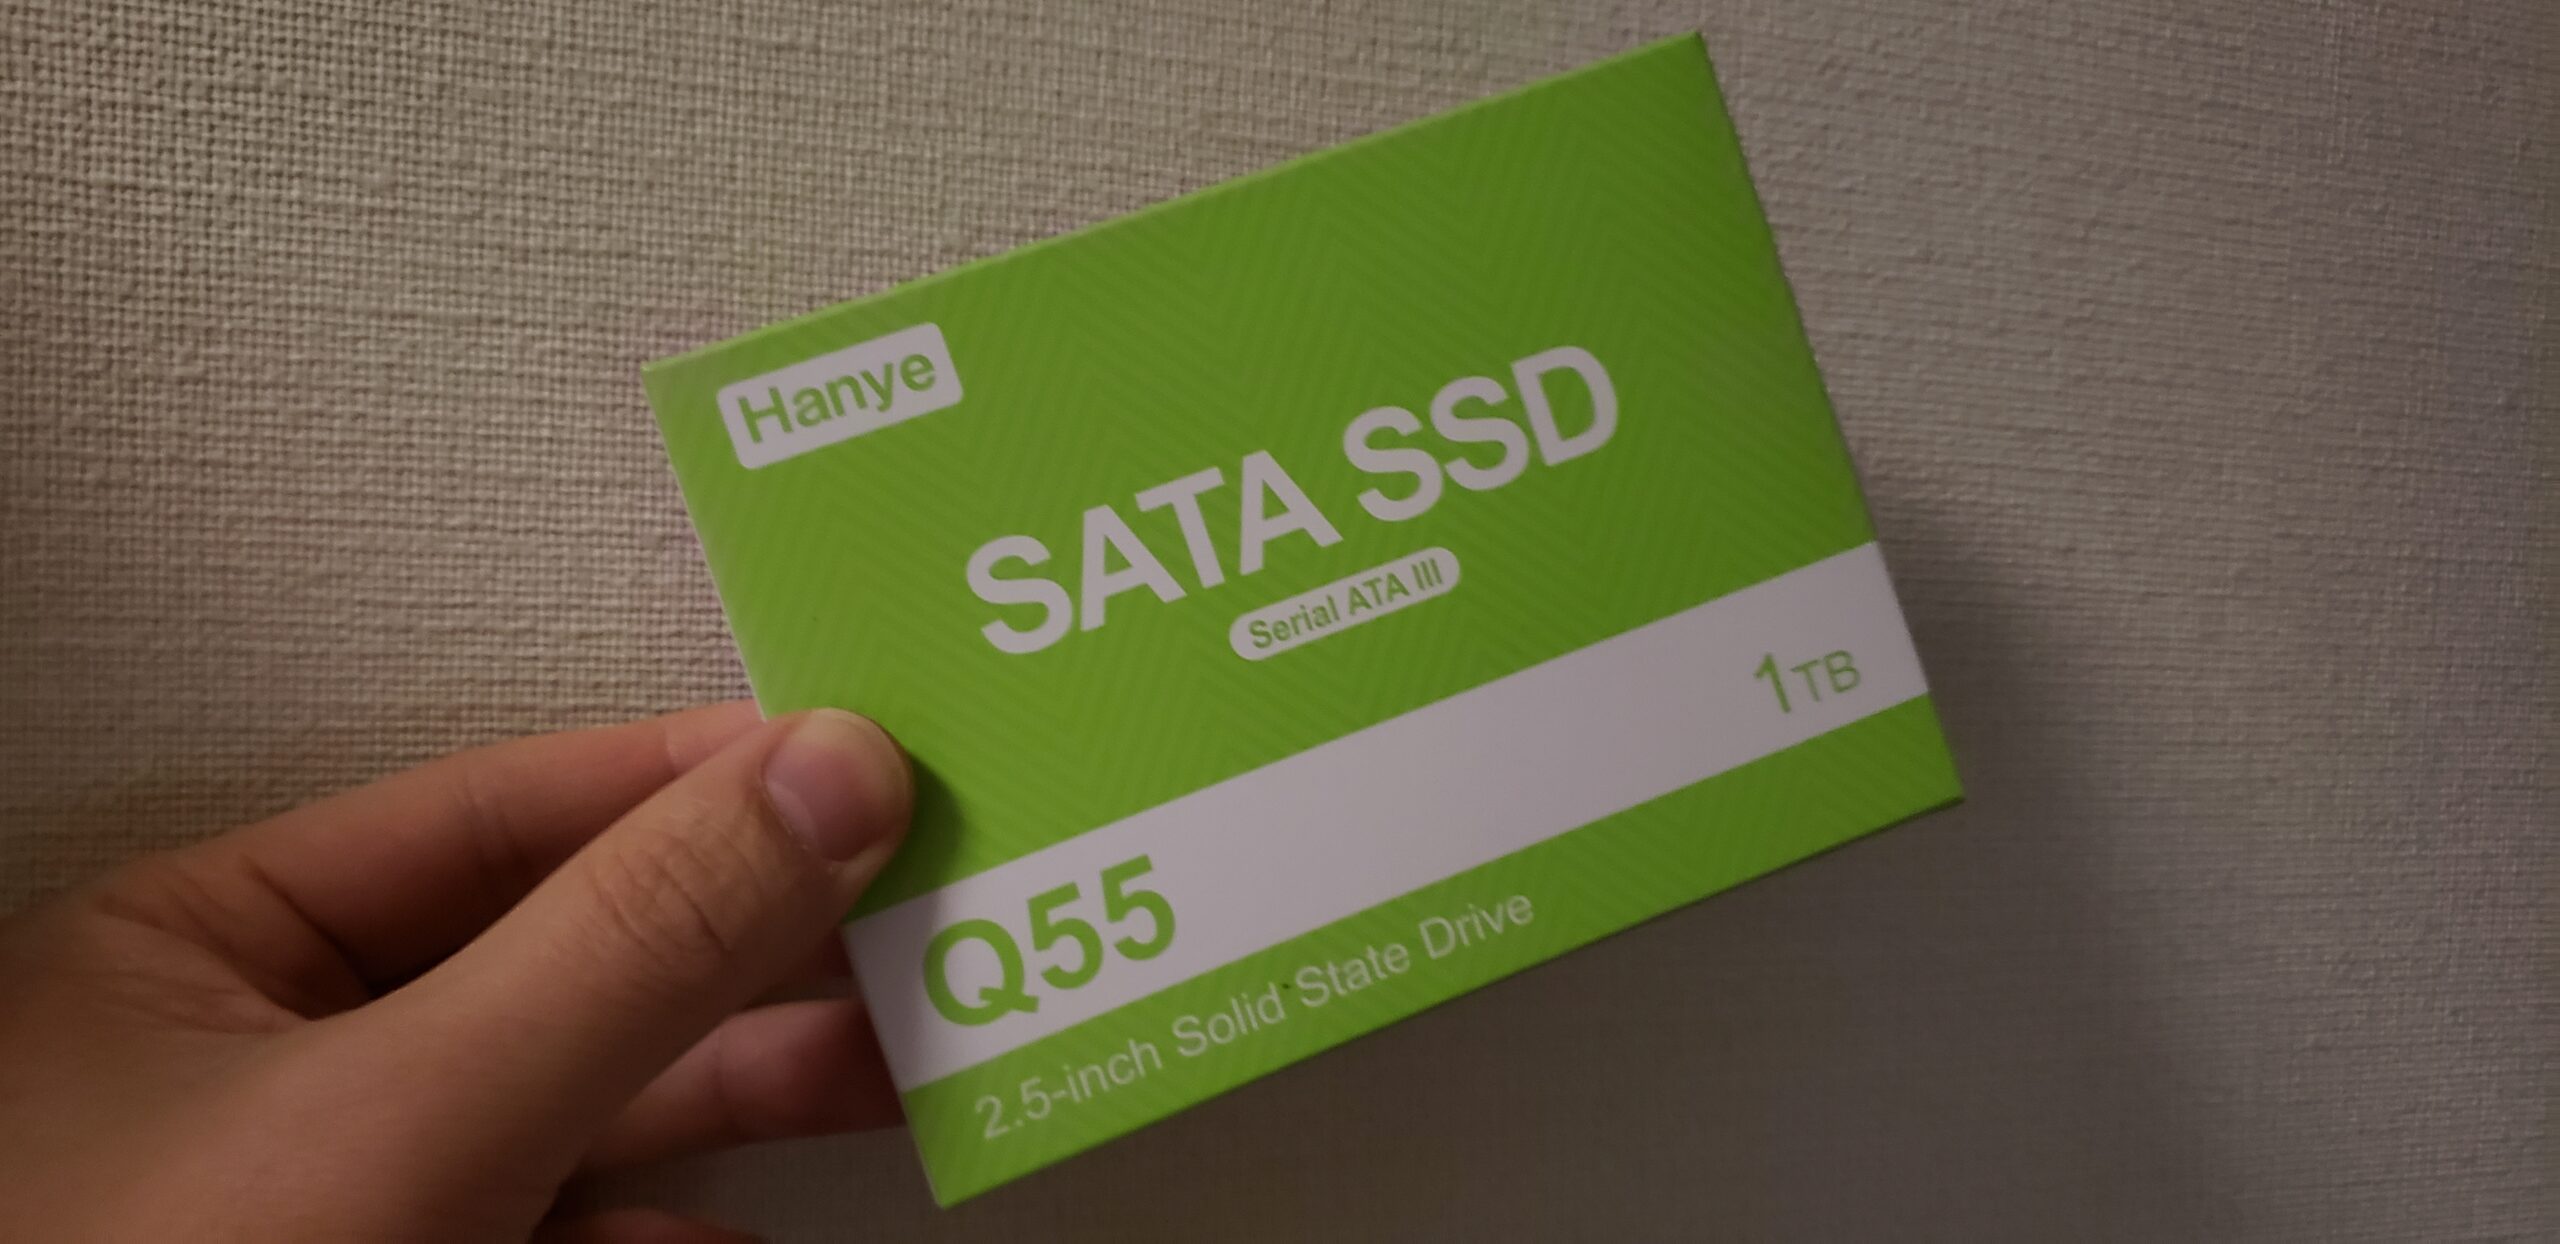 Hanye
SATA SSD
Serial ATA III
1TB
Q55
2.5-inch Solid State Drive